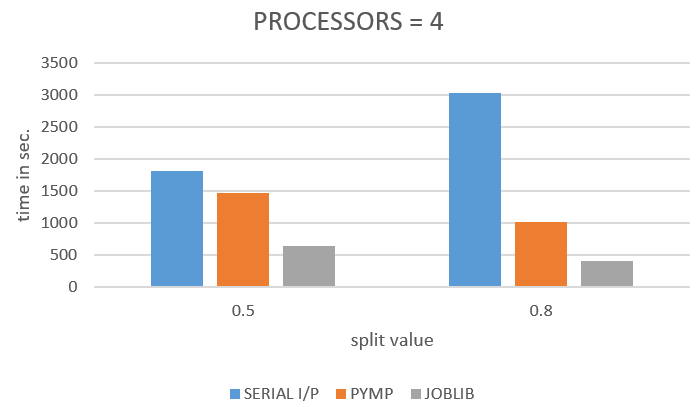 PROCESSORS = 4
3500
3000
2500
2000
1500
1000
500
0
time in sec.
0.5 0.8
split value
SERIAL I/P PYMP JOBLIB